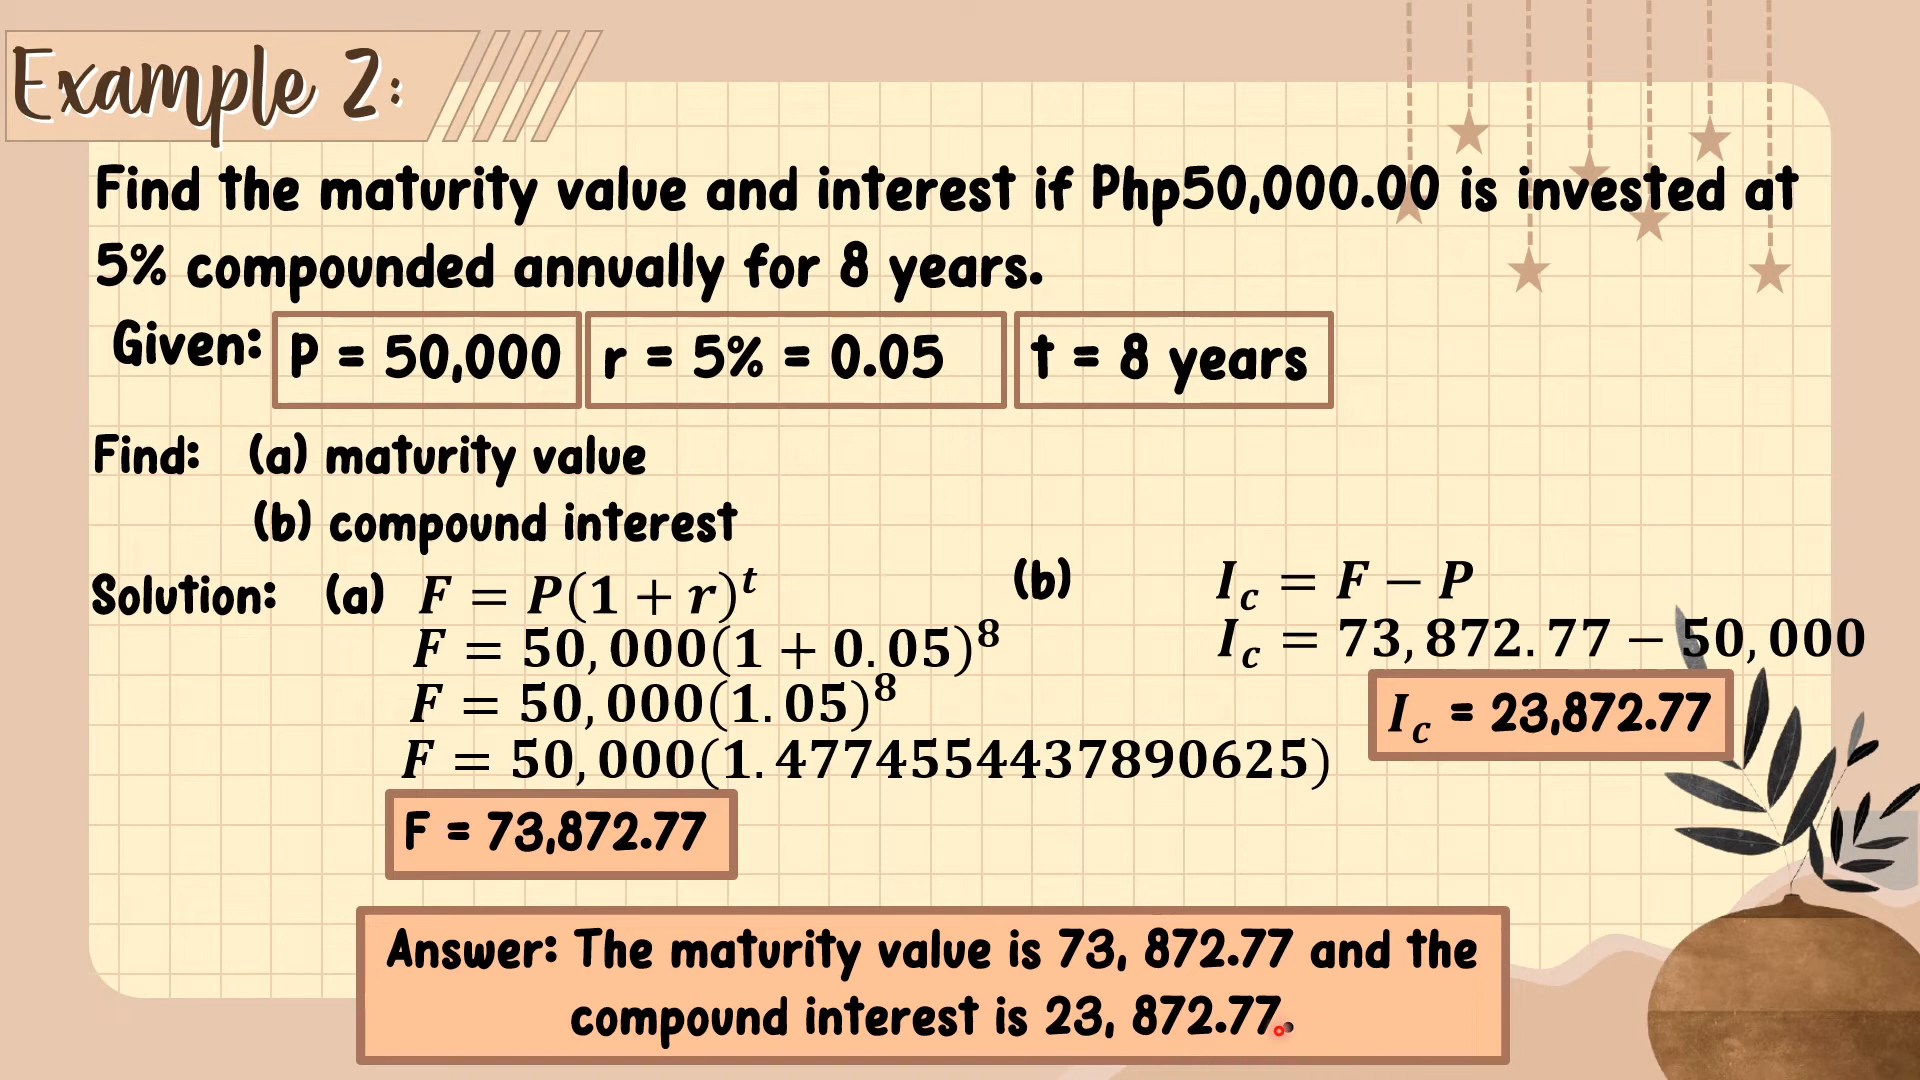 Example 2:
Find the maturity value and interest if Php50,000.00 is invested at
5% compounded annually for 8 years.
Given: P = 50,000 r = 5% = 0.05 t = 8 years
Find: (a) maturity value
(b) compound interest
Solution: (a) F = P(1 + r)^t
F = 50,000(1 + 0.05)^8
F = 50,000(1.05)^8
F = 50,000(1.4774554437890625)
F = 73,872.77
(b) I_c = F − P
I_c = 73,872.77 − 50,000
I_c = 23,872.77
Answer: The maturity value is 73, 872.77 and the
compound interest is 23, 872.77.